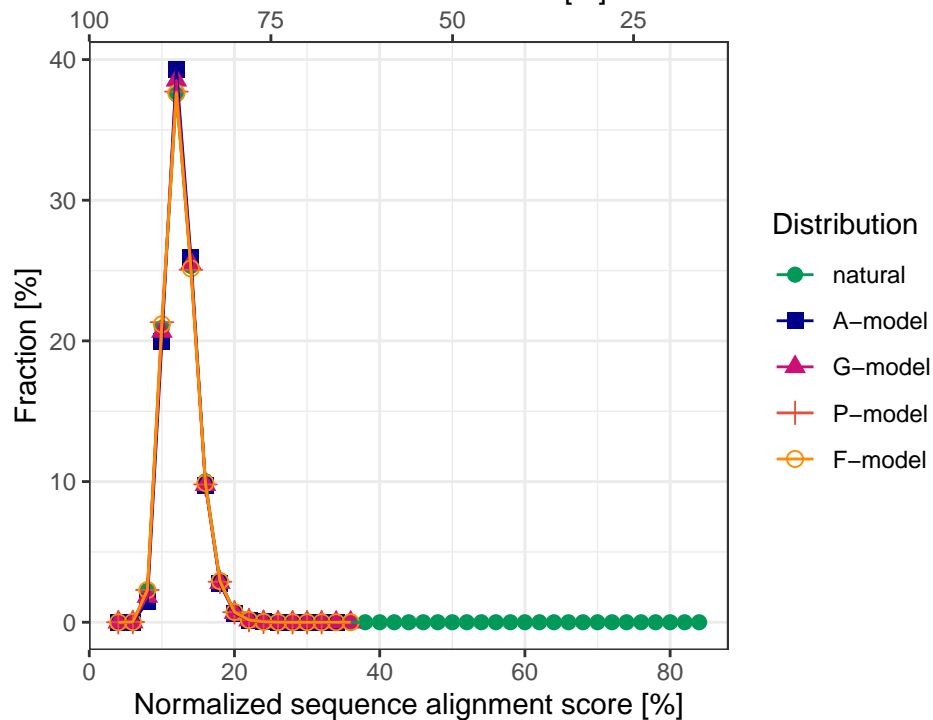 100 75 50 25
40
30
20
10
0
Fraction [%]
0 20 40 60 80
Normalized sequence alignment score [%]
Distribution
natural
A−model
G−model
P−model
F−model